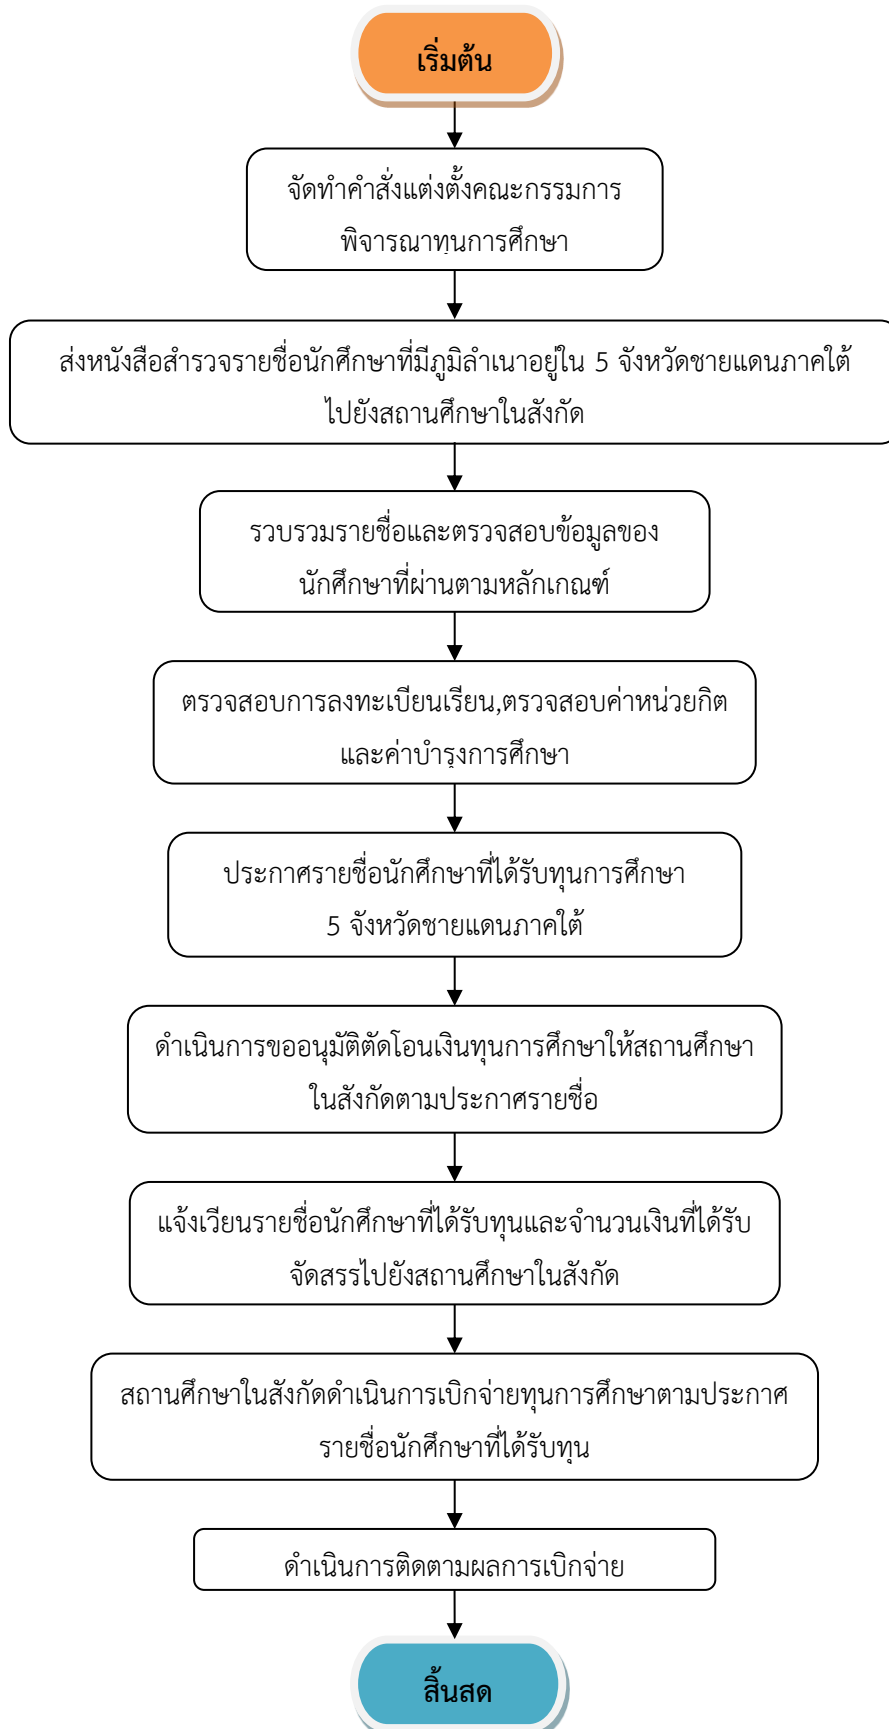 เริ่มต้น
จัดทำคำสั่งแต่งตั้งคณะกรรมการ
พิจารณาทุนการศึกษา
ส่งหนังสือสำรวจรายชื่อนักศึกษาที่มีภูมิลำเนาอยู่ใน 5 จังหวัดชายแดนภาคใต้
ไปยังสถานศึกษาในสังกัด
รวบรวมรายชื่อและตรวจสอบข้อมูลของ
นักศึกษาที่ผ่านตามหลักเกณฑ์
ตรวจสอบการลงทะเบียนเรียน,ตรวจสอบค่าหน่วยกิต
และค่าบำรุงการศึกษา
ประกาศรายชื่อนักศึกษาที่ได้รับทุนการศึกษา
5 จังหวัดชายแดนภาคใต้
ดำเนินการขออนุมัติตัดโอนเงินทุนการศึกษาให้สถานศึกษา
ในสังกัดตามประกาศรายชื่อ
แจ้งเวียนรายชื่อนักศึกษาที่ได้รับทุนและจำนวนเงินที่ได้รับ
จัดสรรไปยังสถานศึกษาในสังกัด
สถานศึกษาในสังกัดดำเนินการเบิกจ่ายทุนการศึกษาตามประกาศ
รายชื่อนักศึกษาที่ได้รับทุน
ดำเนินการติดตามผลการเบิกจ่าย
สิ้นสุด